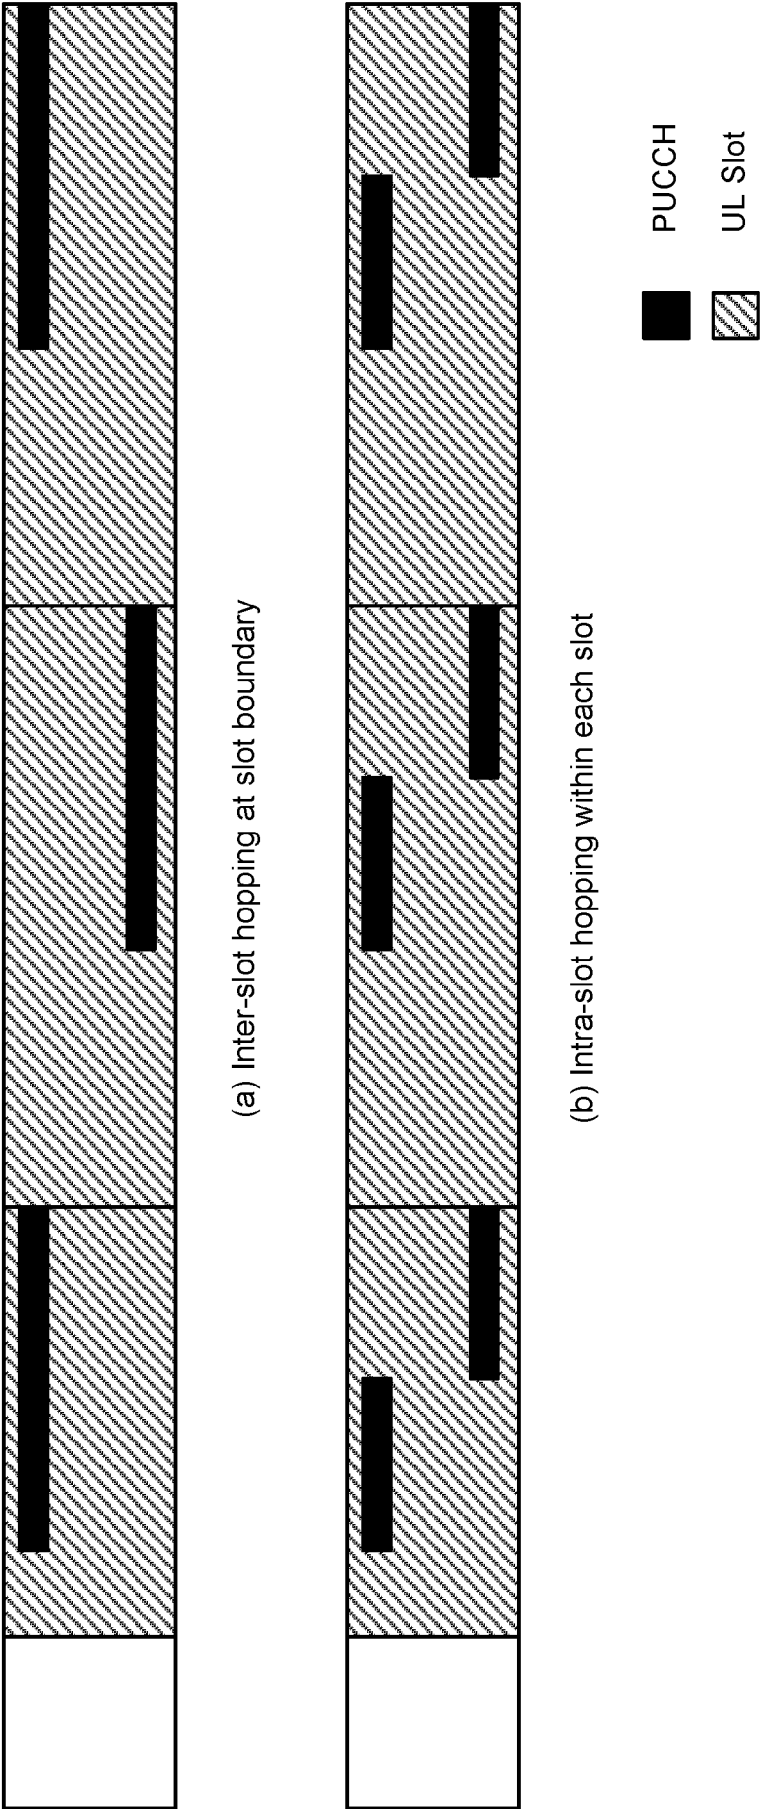 (a) Inter-slot hopping at slot boundary
(b) Intra-slot hopping within each slot
PUCCH
UL Slot